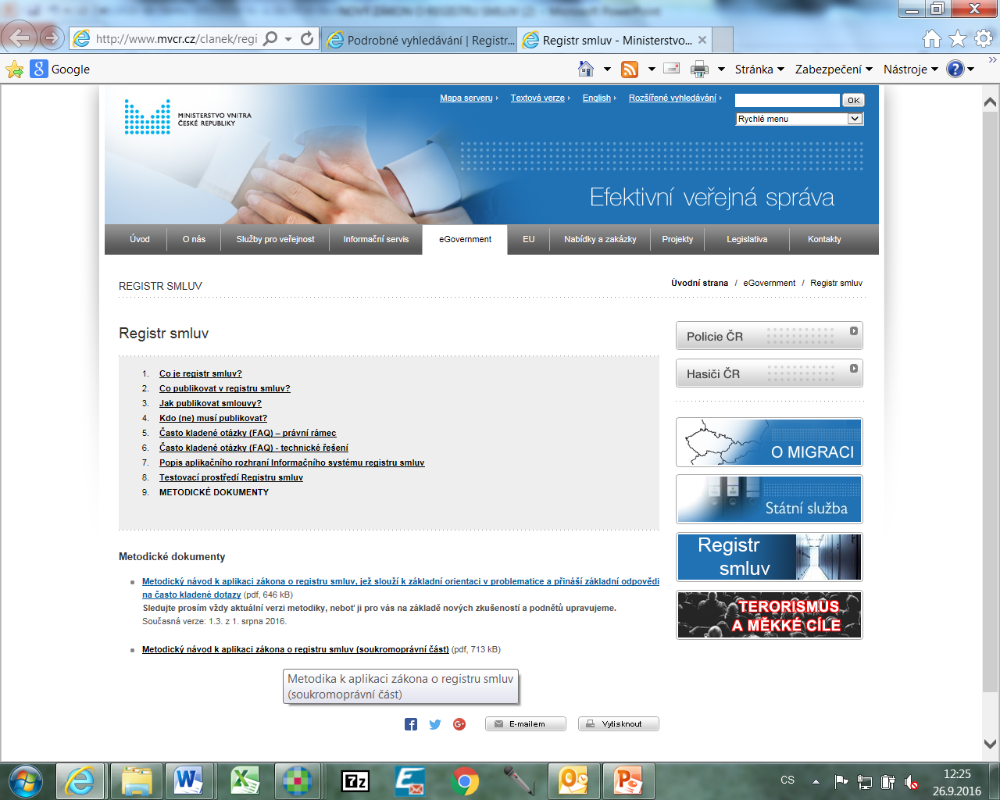 NOVÝ ZÁKON O REGISTRU SMLUV (2) - Microsoft PowerPoint
http://www.mvcr.cz/clanek/regi
Podrobné vyhledávání | Registr...
Registr smluv - Ministerstvo...
Google
Stránka
Zabezpečení
Nástroje
MINISTERSTVO VNITRA
ČESKÉ REPUBLIKY
Mapa serveru
Textová verze
English
Rozšířené vyhledávání
OK
Rychlé menu
Efektivní veřejná správa
Úvod
O nás
Služby pro veřejnost
Informační servis
eGovernment
EU
Nabídky a zakázky
Projekty
Legislativa
Kontakty
REGISTR SMLUV
Úvodní strana / eGovernment / Registr smluv
Registr smluv
1. Co je registr smluv?
2. Co publikovat v registru smluv?
3. Jak publikovat smlouvy?
4. Kdo (ne) musí publikovat?
5. Často kladené otázky (FAQ) – právní rámec
6. Často kladené otázky (FAQ) - technické řešení
7. Popis aplikačního rozhraní Informačního systému registru smluv
8. Testovací prostředí Registru smluv
9. METODICKÉ DOKUMENTY
Policie ČR
Hasiči ČR
O MIGRACI
Státní služba
Registr
smluv
TERORISMUS
A MĚKKÉ CÍLE
Metodické dokumenty
Metodický návod k aplikaci zákona o registru smluv, jež slouží k základní orientaci v problematice a přináší základní odpovědi
na často kladené dotazy (pdf, 646 kB)
Sledujte prosím vždy aktuální verzi metodiky, neboť ji pro vás na základě nových zkušeností a podnětů upravujeme.
Současná verze: 1.3. z 1. srpna 2016.
Metodický návod k aplikaci zákona o registru smluv (soukromoprávní část) (pdf, 713 kB)
Metodika k aplikaci zákona o registru smluv
(soukromoprávní část)
E-mailem
Vytisknout
CS
12:25
26.9.2016